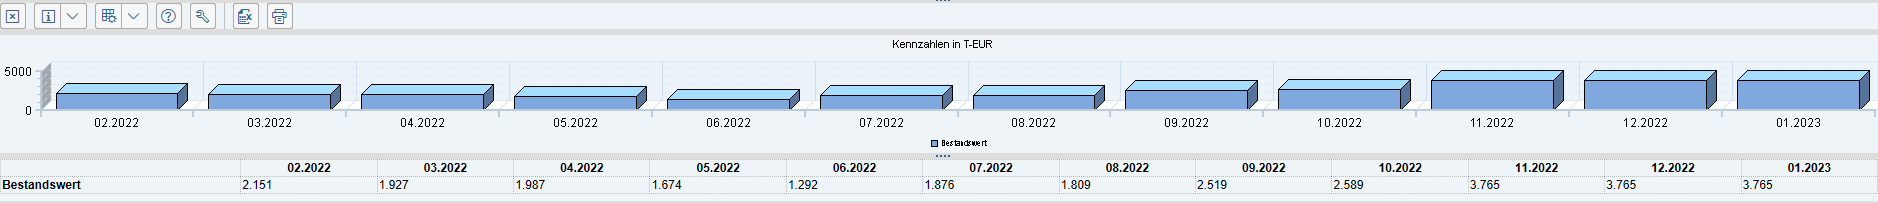 Kennzahlen in T-EUR
5000
0
02.2022 03.2022 04.2022 05.2022 06.2022 07.2022 08.2022 09.2022 10.2022 11.2022 12.2022 01.2023
Bestandswert
02.2022 03.2022 04.2022 05.2022 06.2022 07.2022 08.2022 09.2022 10.2022 11.2022 12.2022 01.2023
Bestandswert 2.151 1.927 1.987 1.674 1.292 1.876 1.809 2.519 2.589 3.765 3.765 3.765